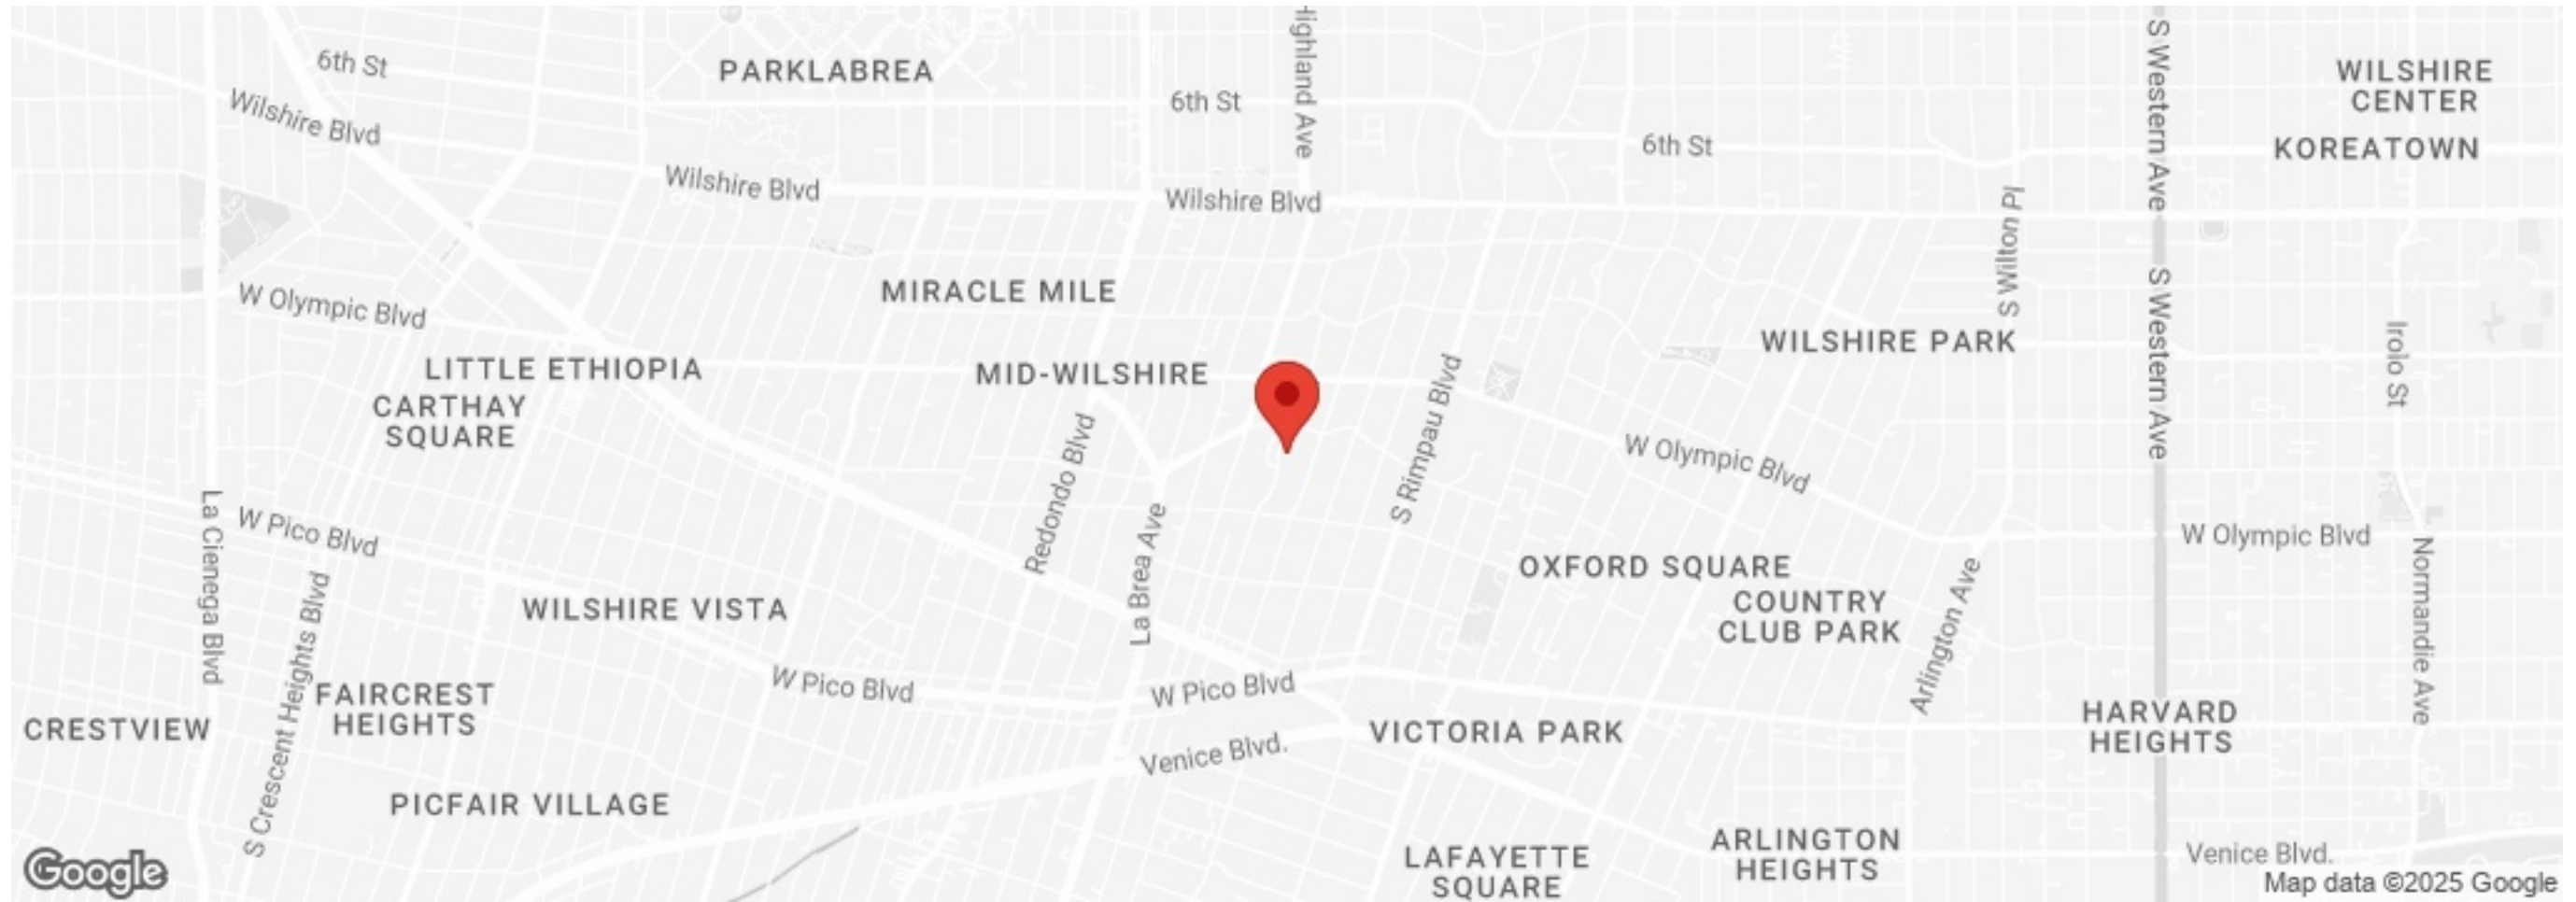 6th St
PARKLABREA
Highland Ave
S Western Ave
WILSHIRE
CENTER
Wilshire Blvd
6th St
6th St
KOREATOWN
Wilshire Blvd
Wilshire Blvd
S Wilton Pl
W Olympic Blvd
MIRACLE MILE
S Western Ave
WILSHIRE PARK
Irolo St
LITTLE ETHIOPIA
MID-WILSHIRE
CARTHAY
SQUARE
Redondo Blvd
S Rimpau Blvd
W Olympic Blvd
La Cienega Blvd
W Pico Blvd
La Brea Ave
W Olympic Blvd
OXFORD SQUARE
COUNTRY
CLUB PARK
Arlington Ave
Normandie Ave
S Crescent Heights Blvd
WILSHIRE VISTA
W Pico Blvd
W Pico Blvd
FAIRCREST
HEIGHTS
CRESTVIEW
VICTORIA PARK
HARVARD
HEIGHTS
Venice Blvd.
PICFAIR VILLAGE
LAFAYETTE
SQUARE
ARLINGTON
HEIGHTS
Venice Blvd.
Google
Map data ©2025 Google